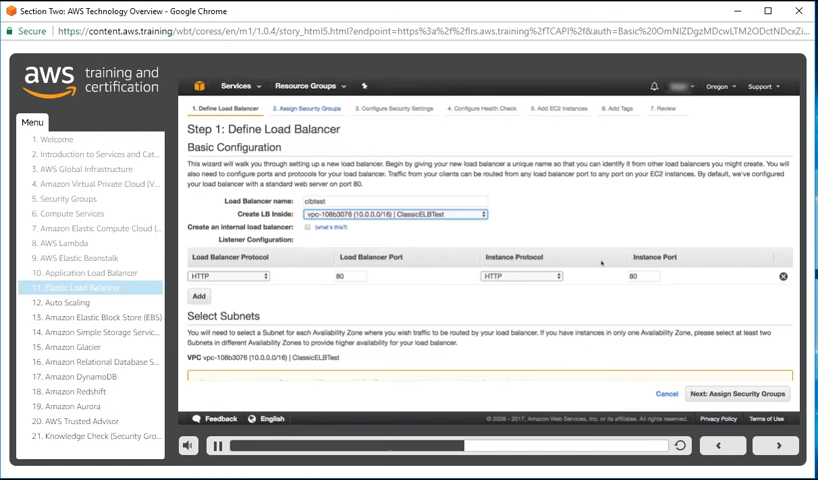 Section Two: AWS Technology Overview - Google Chrome
Secure https://content.aws.training/wbt/coress/en/m1/1.0.4/story_html5.html?endpoint=https%3a%2f%2flrs.aws.training%2fTCAPI%2f&auth=Basic%20OmNlZDgzMDcwLTM2ODctNDcxZi...
aws training and certification
Menu
1. Welcome
2. Introduction to Services and Cat...
3. AWS Global Infrastructure
4. Amazon Virtual Private Cloud (V...
5. Security Groups
6. Compute Services
7. Amazon Elastic Compute Cloud (...
8. AWS Lambda
9. AWS Elastic Beanstalk
10. Application Load Balancer
11. Elastic Load Balancer
12. Auto Scaling
13. Amazon Elastic Block Store (EBS)
14. Amazon Simple Storage Servic...
15. Amazon Glacier
16. Amazon Relational Database S...
17. Amazon DynamoDB
18. Amazon Redshift
19. Amazon Aurora
20. AWS Trusted Advisor
21. Knowledge Check (Security Gro...
Services Resource Groups Oregon Support
1. Define Load Balancer 2. Assign Security Groups 3. Configure Security Settings 4. Configure Health Check 5. Add EC2 Instances 6. Add Tags 7. Review
Step 1: Define Load Balancer
Basic Configuration
This wizard will walk you through setting up a new load balancer. Begin by giving your new load balancer a unique name so that you can identify it from other load balancers you might create. You will
also need to configure ports and protocols for your load balancer. Traffic from your clients can be routed from any load balancer port to any port on your EC2 instances. By default, we've configured
your load balancer with a standard web server on port 80.
Load Balancer name: clbtest
Create LB Inside: vpc-108b3076 (10.0.0.0/16) | ClassicELBTest
Create an internal load balancer: (what's this?)
Listener Configuration:
Load Balancer Protocol Load Balancer Port Instance Protocol Instance Port
HTTP 80 HTTP 80
Add
Select Subnets
You will need to select a Subnet for each Availability Zone where you wish traffic to be routed by your load balancer. If you have instances in only one Availability Zone, please select at least two
Subnets in different Availability Zones to provide higher availability for your load balancer.
VPC vpc-108b3076 (10.0.0.0/16) | ClassicELBTest
Cancel Next: Assign Security Groups
Feedback English © 2008 - 2017, Amazon Web Services, Inc. or its affiliates. All rights reserved. Privacy Policy Terms of Use